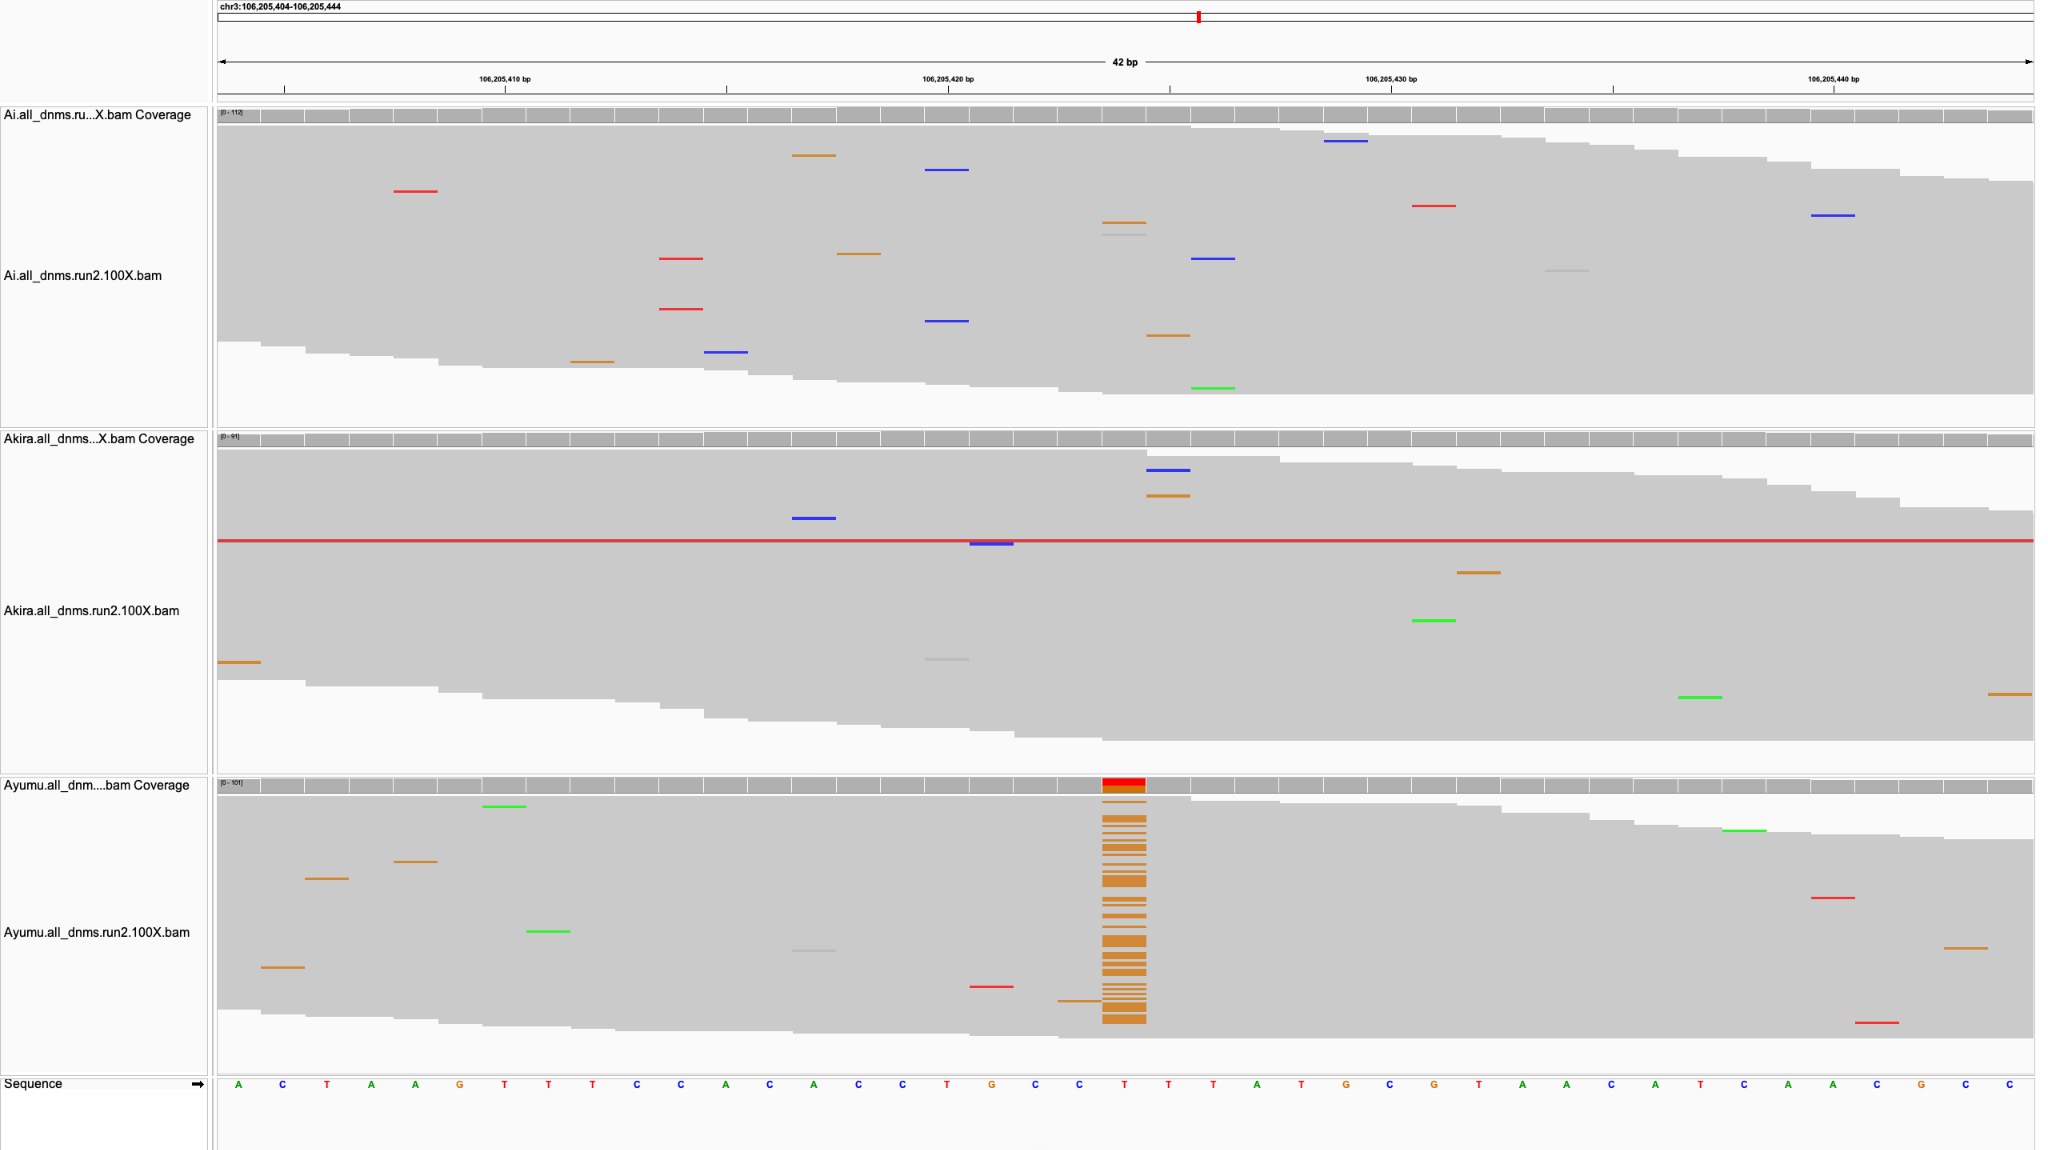 chr3:106,205,404-106,205,444
42 bp
106,205,410 bp 106,205,420 bp 106,205,430 bp 106,205,440 bp
Ai.all_dnms.ru...X.bam Coverage
[0 - 112]
Ai.all_dnms.run2.100X.bam
Akira.all_dnms...X.bam Coverage
[0 - 91]
Akira.all_dnms.run2.100X.bam
Ayumu.all_dnm....bam Coverage
[0 - 101]
Ayumu.all_dnms.run2.100X.bam
Sequence A C T A A G T T T C C A C A C C T G C C T T T A T G C G T A A C A T C A A C G C C